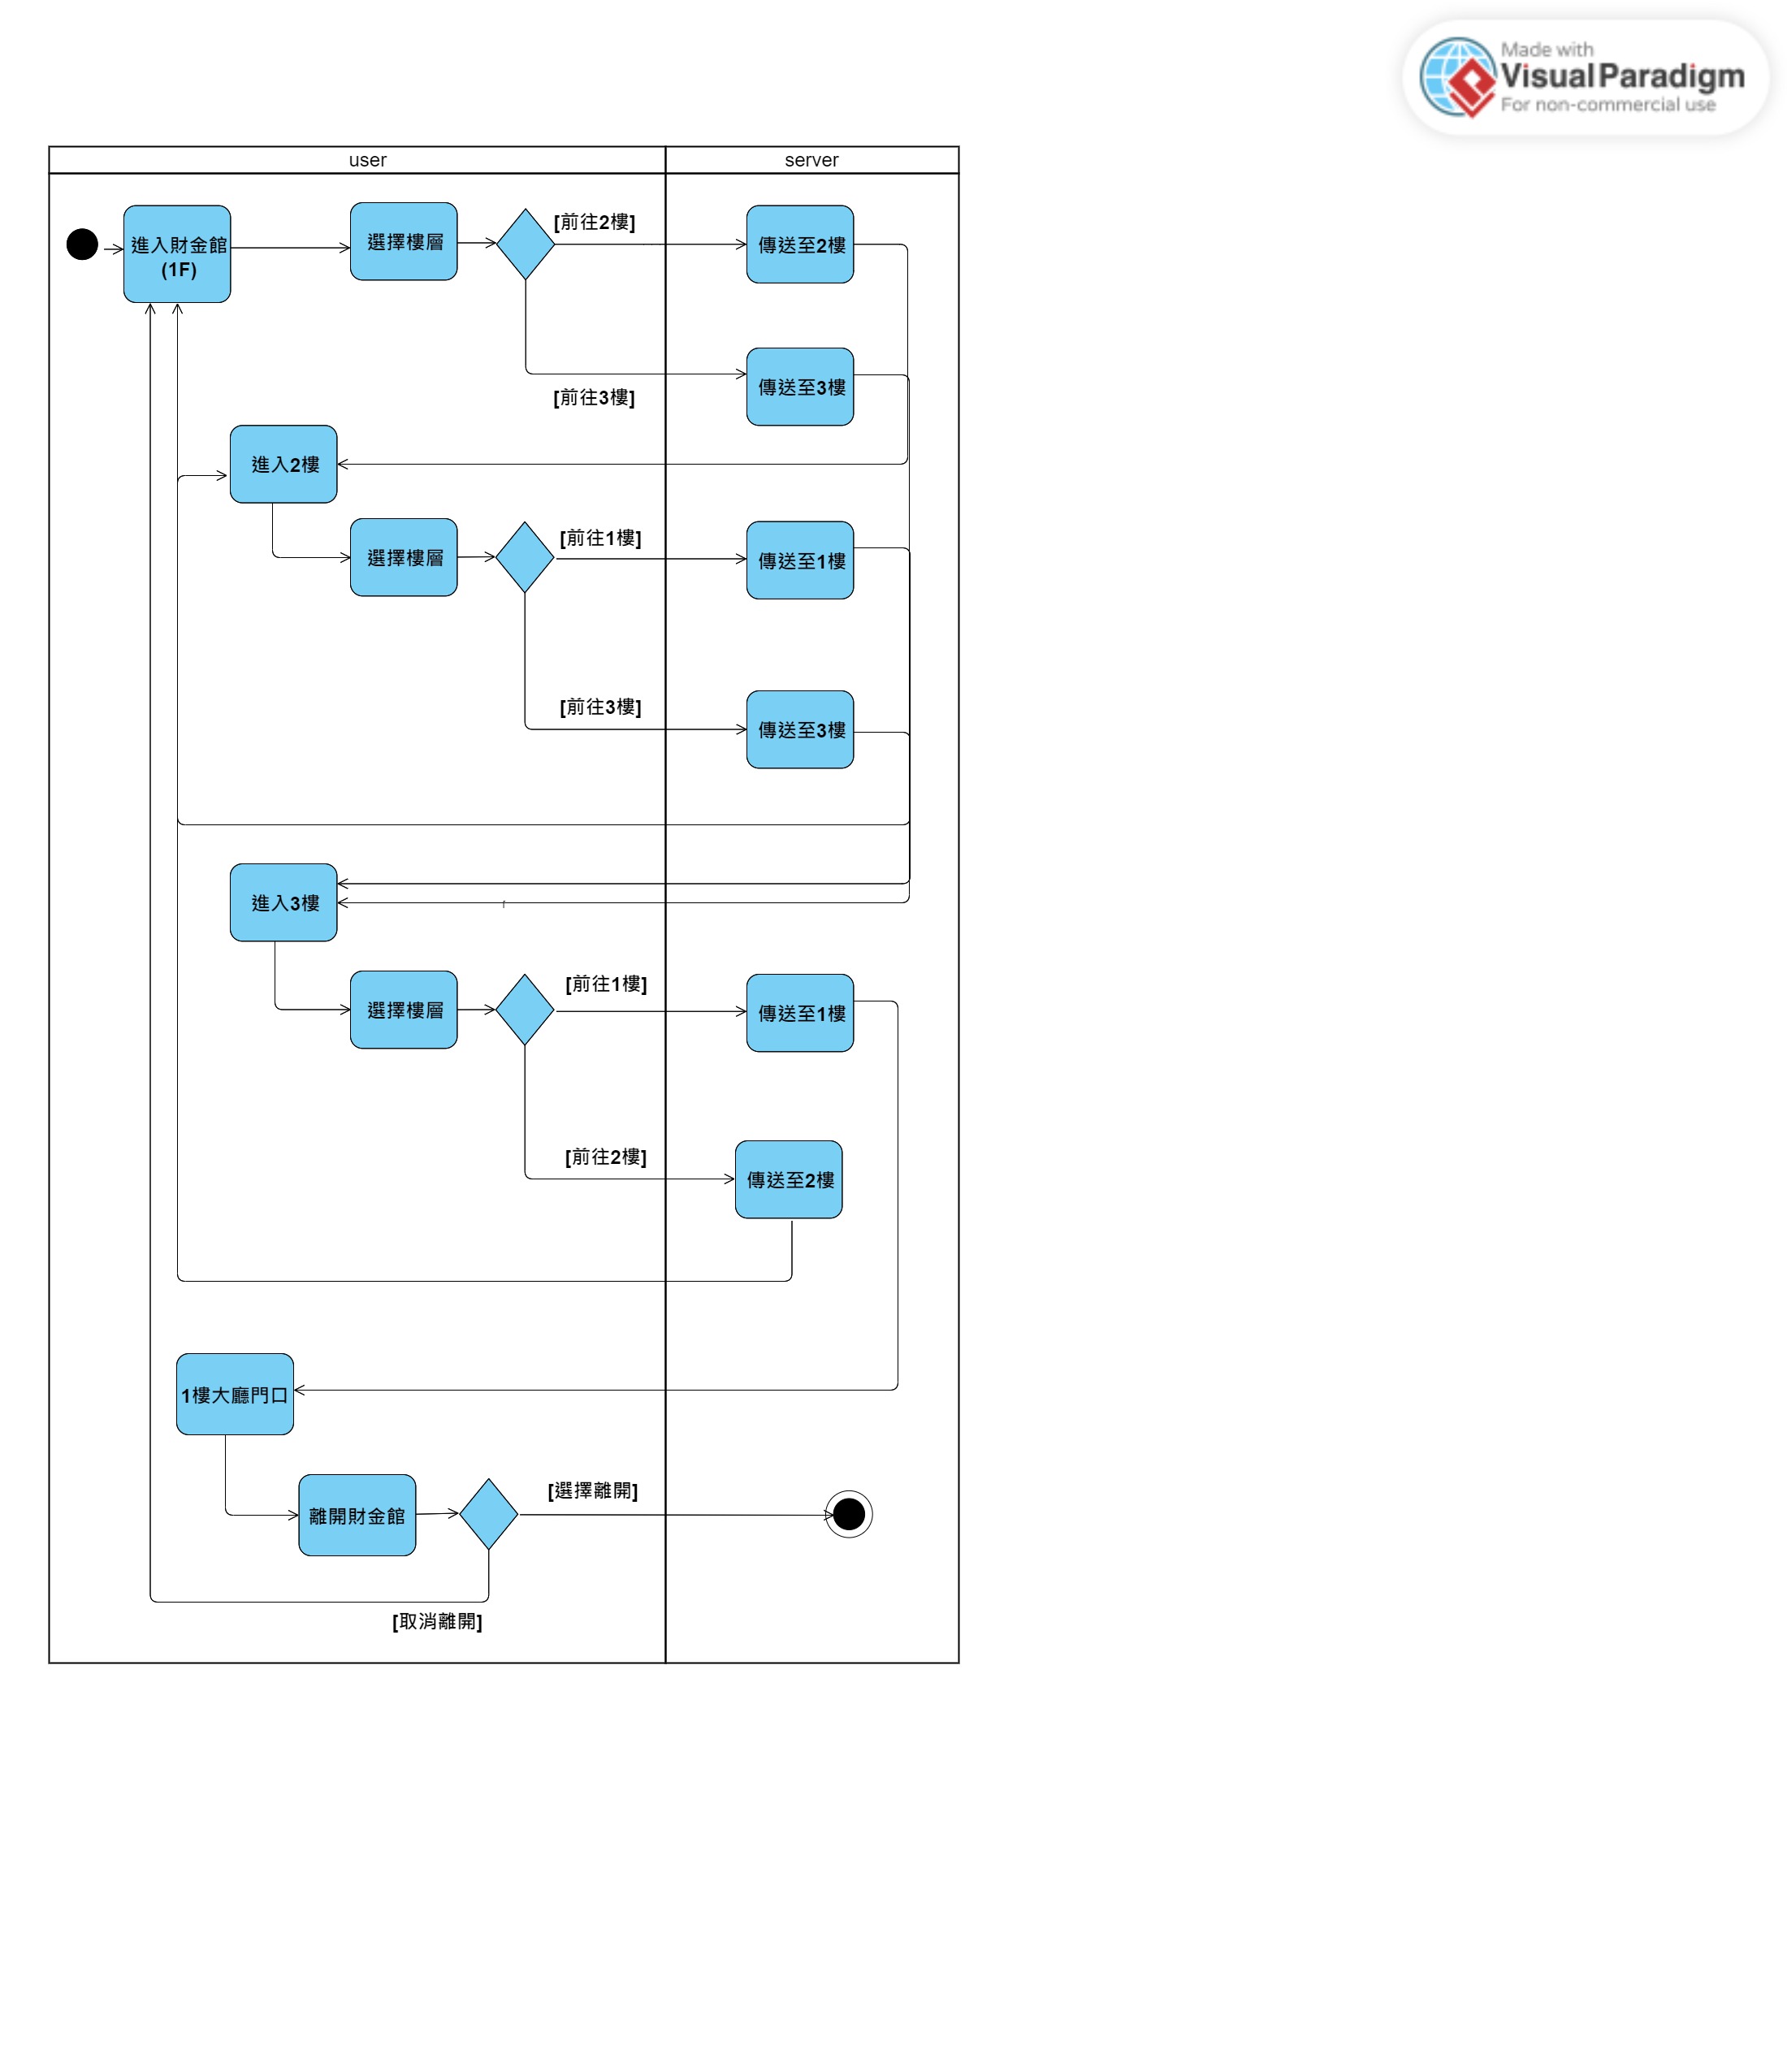 Made with
Visual Paradigm
For non-commercial use
user
server
進入財金館
(1F)
選擇樓層
[前往2樓]
傳送至2樓
傳送至3樓
[前往3樓]
進入2樓
選擇樓層
[前往1樓]
傳送至1樓
[前往3樓]
傳送至3樓
進入3樓
選擇樓層
[前往1樓]
傳送至1樓
[前往2樓]
傳送至2樓
1樓大廳門口
離開財金館
[選擇離開]
[取消離開]